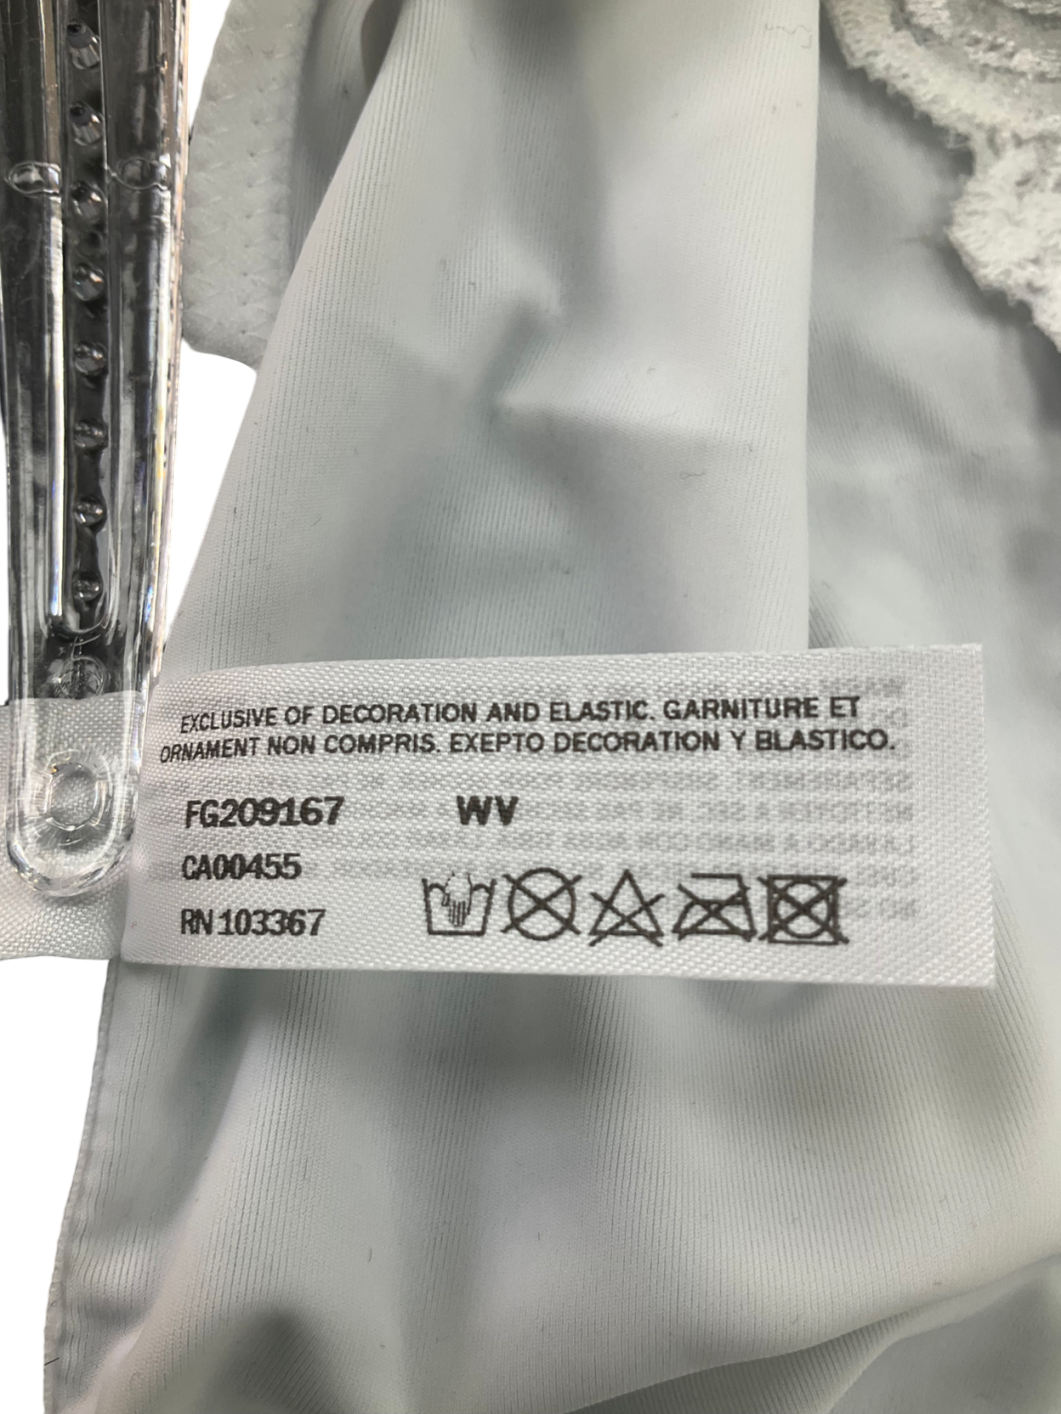 EXCLUSIVE OF DECORATION AND ELASTIC. GARNITURE ET
ORNAMENT NON COMPRIS. EXEPTO DECORATION Y BLASTICO.
FG209167 WV
CA00455
RN 103367